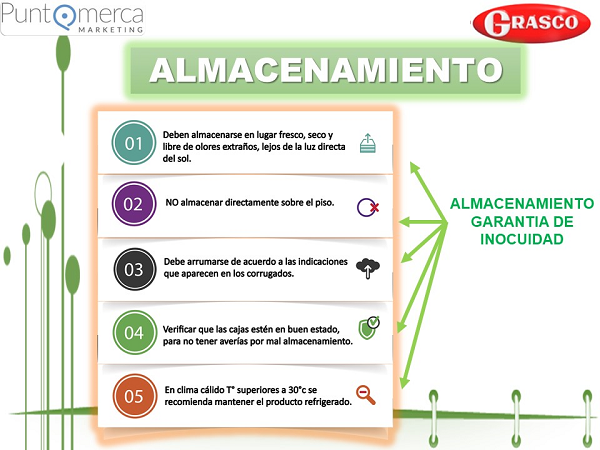 PuntOmerca
MARKETING
GRASCO
ALMACENAMIENTO
01
Deben almacenarse en lugar fresco, seco y
libre de olores extraños, lejos de la luz directa
del sol.
02
NO almacenar directamente sobre el piso.
03
Debe arrumarse de acuerdo a las indicaciones
que aparecen en los corrugados.
04
Verificar que las cajas estén en buen estado,
para no tener averías por mal almacenamiento.
05
En clima cálido T° superiores a 30°c se
recomienda mantener el producto refrigerado.
ALMACENAMIENTO
GARANTIA DE
INOCUIDAD